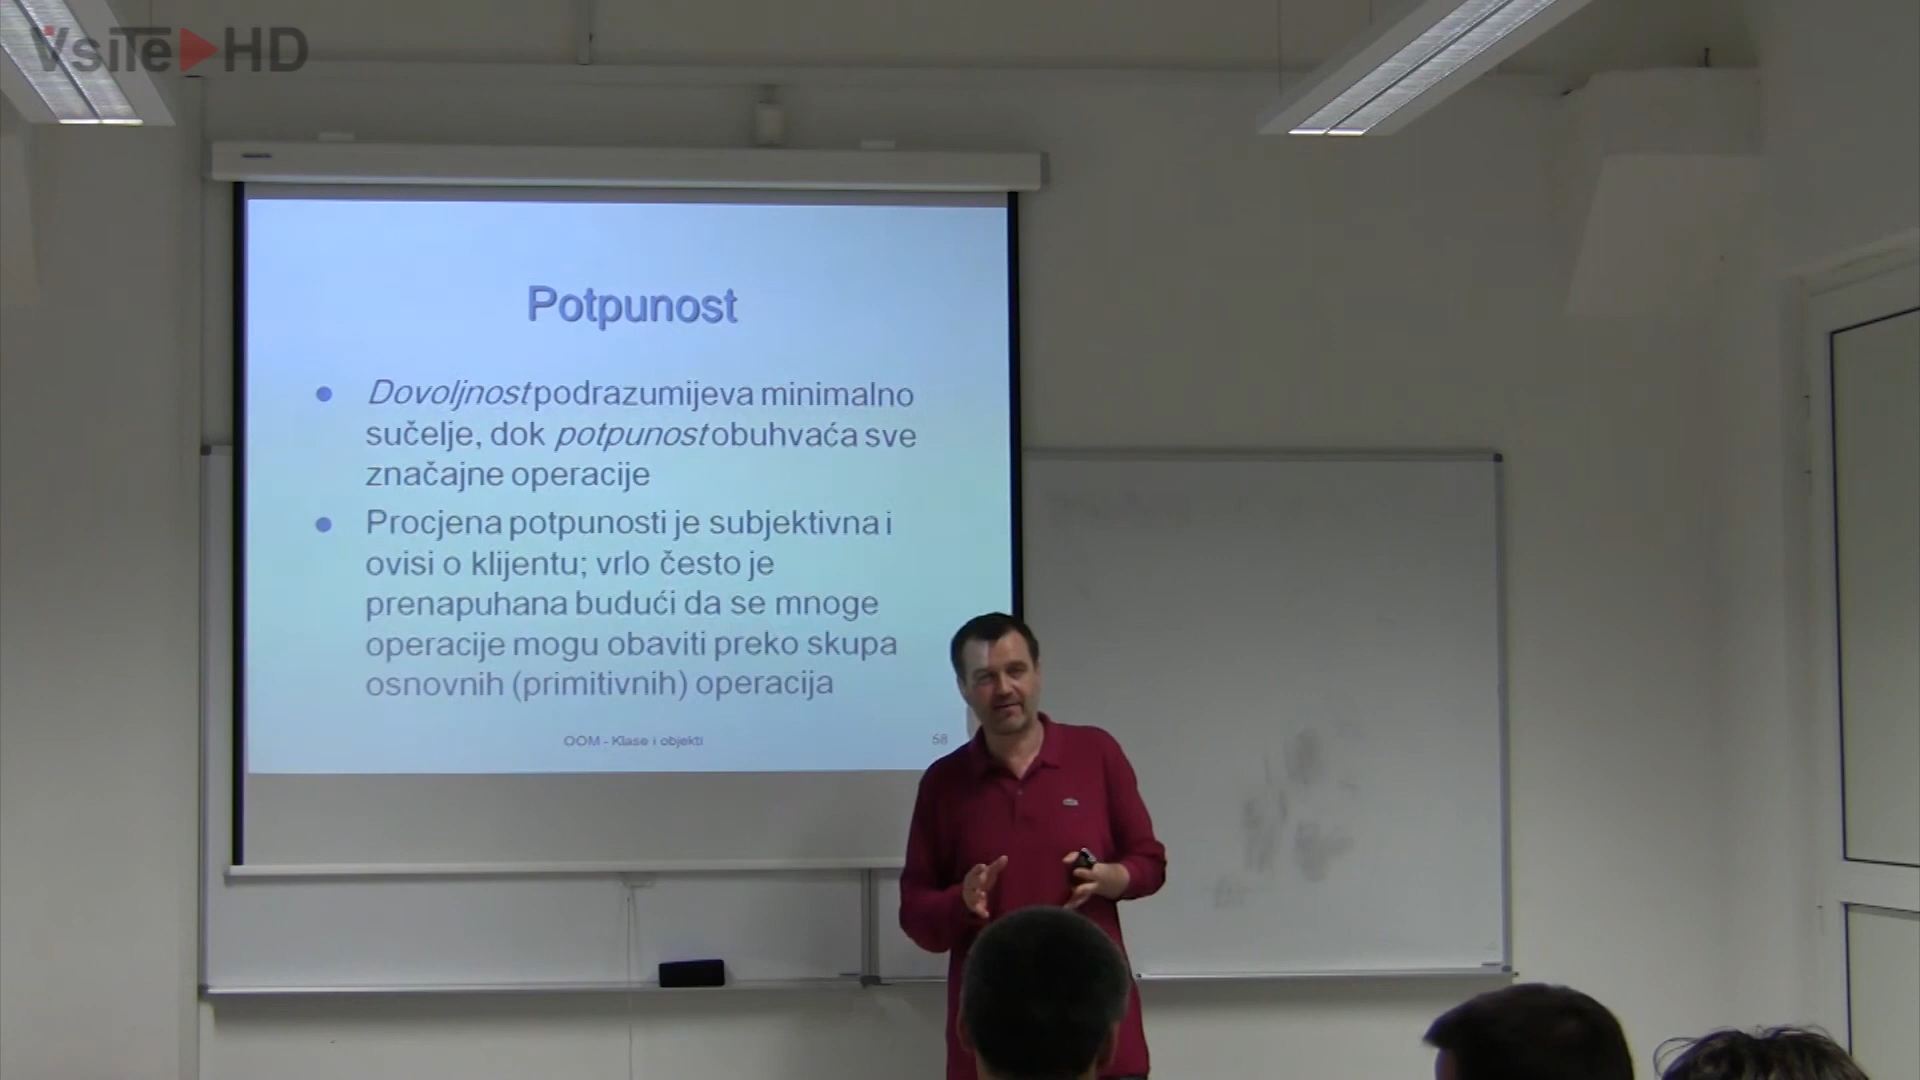 VsiTe HD
Potpunost
Dovoljnost podrazumijeva minimalno
sučelje, dok potpunost obuhvaća sve
značajne operacije
Procjena potpunosti je subjektivna i
ovisi o klijentu; vrlo često je
prenapuhana budući da se mnoge
operacije mogu obaviti preko skupa
osnovnih (primitivnih) operacija
OOM - Klase i objekti
58